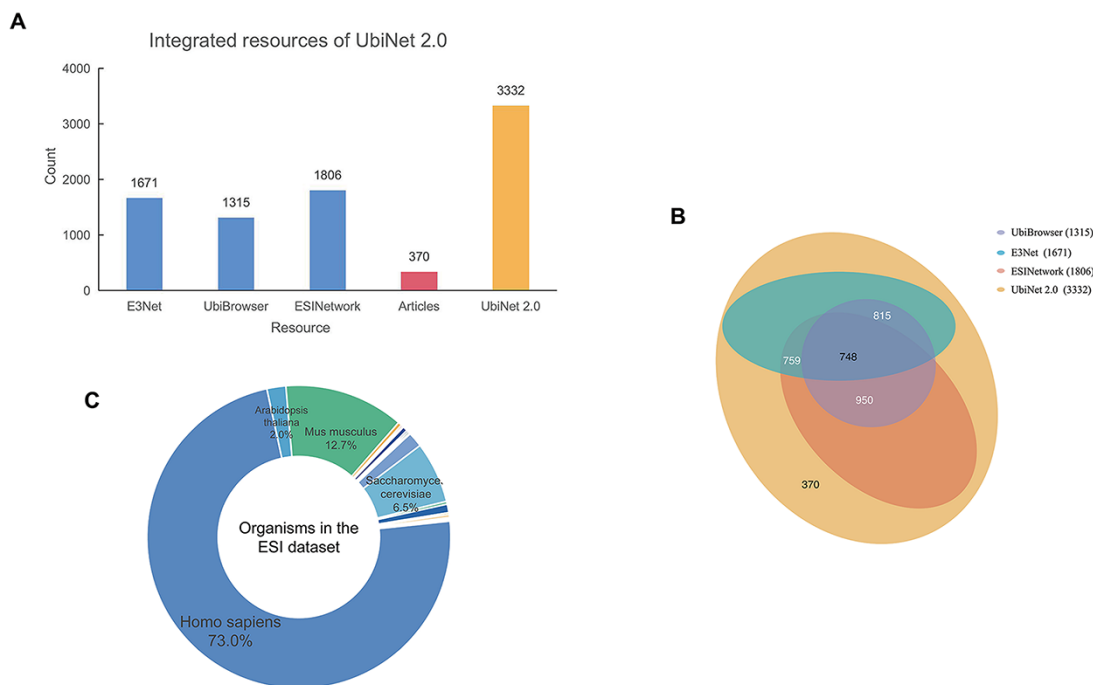 A
Integrated resources of UbiNet 2.0
4000
3000
2000
1000
0
Count
1671
1315
1806
370
3332
E3Net
UbiBrowser
ESINetwork
Articles
UbiNet 2.0
Resource
B
UbiBrowser (1315)
E3Net (1671)
ESINetwork (1806)
UbiNet 2.0 (3332)
815
759
748
950
370
C
Arabidopsis
thaliana
2.0%
Mus musculus
12.7%
Saccharomyce.
cerevisiae
6.5%
Organisms in the
ESI dataset
Homo sapiens
73.0%